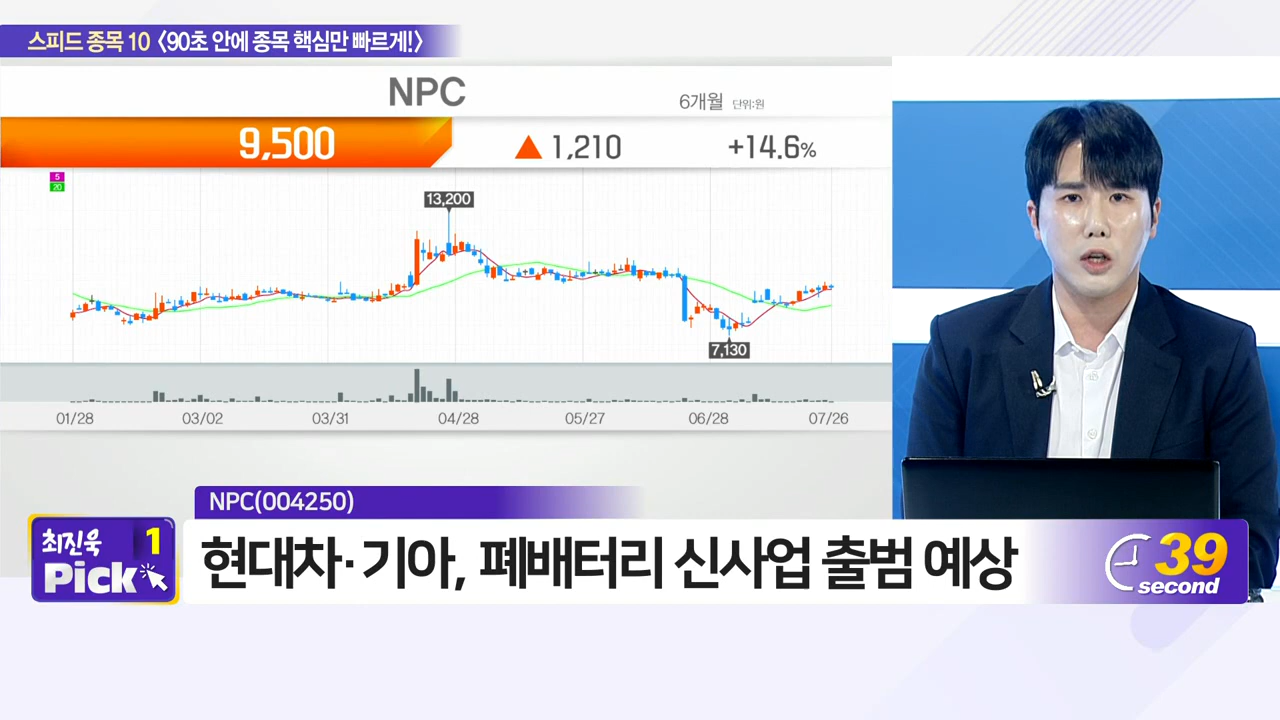 스피드 종목 10 〈90초 안에 종목 핵심만 빠르게!〉
NPC
6개월 단위:원
9,500 ▲ 1,210 +14.6%
5
20
13,200
7,130
01/28 03/02 03/31 04/28 05/27 06/28 07/26
NPC(004250)
최진욱 1
Pick
현대차·기아, 폐배터리 신사업 출범 예상
39
second